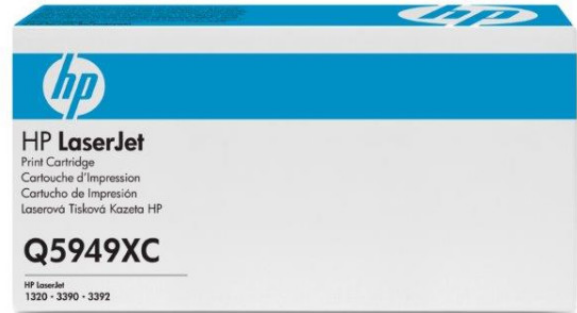 hp
hp
HP LaserJet
Print Cartridge
Cartouche d'Impression
Cartucho de Impresión
Laserová Tisková Kazeta HP
Q5949XC
HP LaserJet
1320 - 3390 - 3392